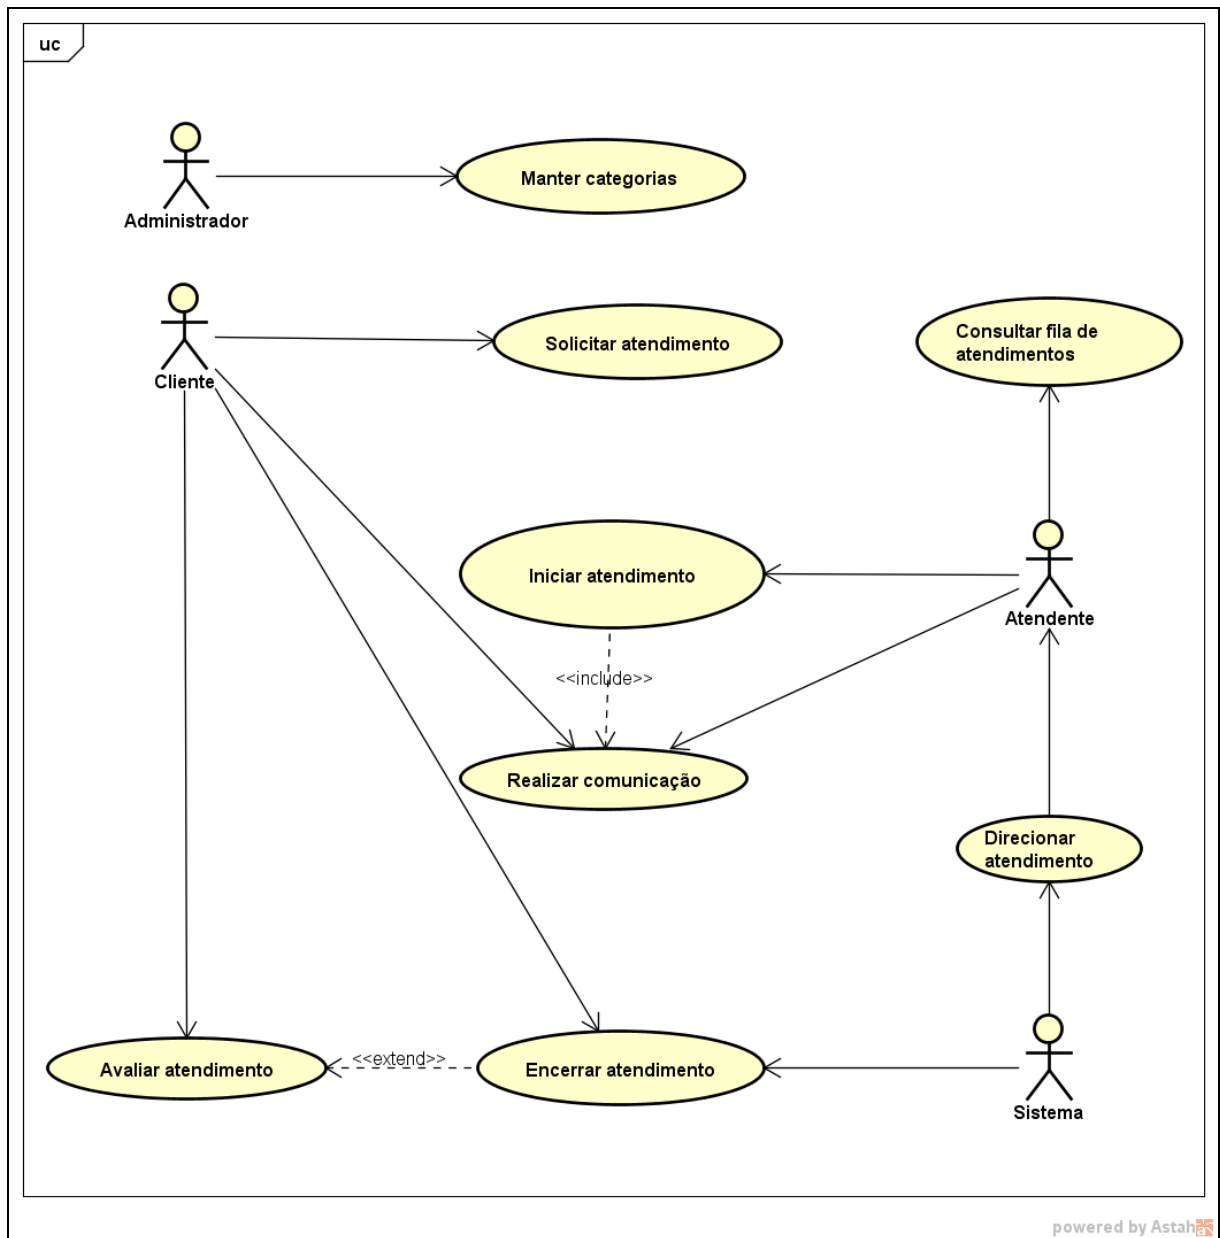 uc
Administrador
Manter categorias
Cliente
Solicitar atendimento
Consultar fila de
atendimentos
Iniciar atendimento
Atendente
<<include>>
Realizar comunicação
Direcionar
atendimento
Avaliar atendimento
<<extend>>
Encerrar atendimento
Sistema
powered by Astah